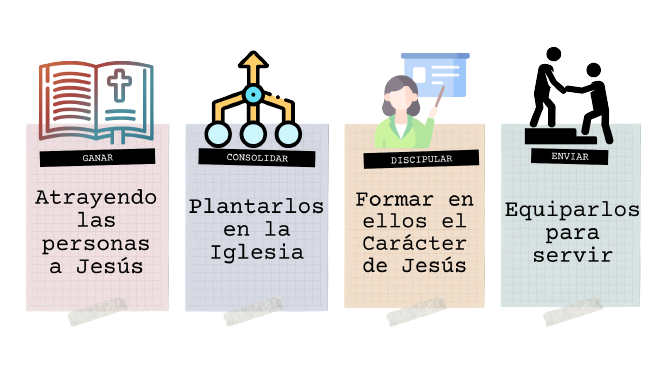 GANAR
Atrayendo
las
personas
a Jesús
CONSOLIDAR
Plantarlos
en la
Iglesia
DISCIPULAR
Formar en
ellos el
Carácter
de Jesús
ENVIAR
Equiparlos
para
servir